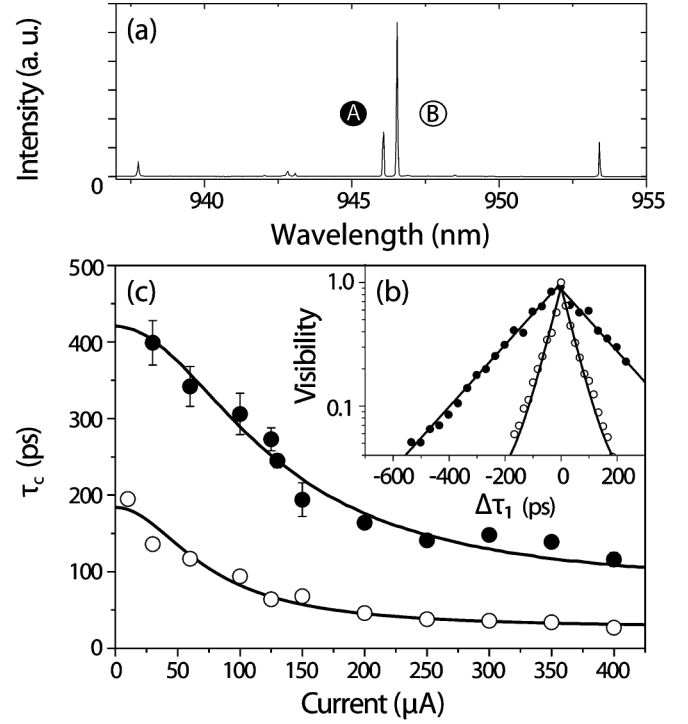 (a)
Intensity (a. u.)
A
B
0
940
945
950
955
Wavelength (nm)
500
400
300
200
100
0
τc (ps)
(c)
(b)
1.0
0.1
Visibility
-600
-400
-200
0
200
Δτ1 (ps)
0
50
100
150
200
250
300
350
400
Current (μA)